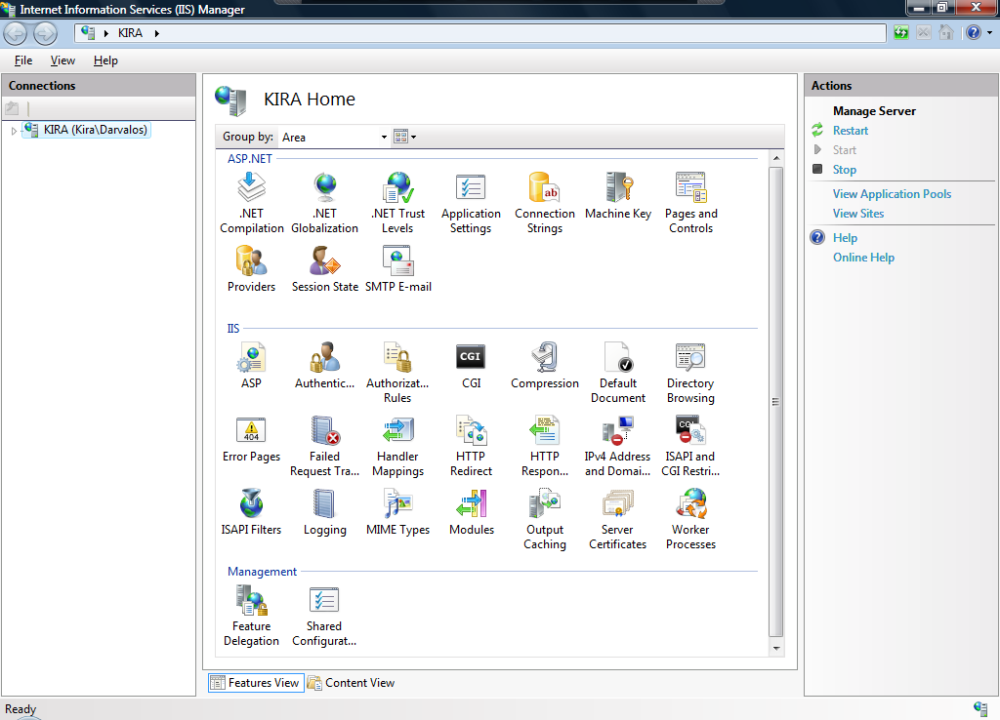 Internet Information Services (IIS) Manager
KIRA
File View Help
Connections
KIRA (Kira\Darvalos)
KIRA Home
Group by: Area
ASP.NET
.NET Compilation
.NET Globalization
.NET Trust Levels
Application Settings
Connection Strings
Machine Key
Pages and Controls
Providers
Session State
SMTP E-mail
IIS
ASP
Authentic...
Authorizat... Rules
CGI
CGI
Compression
Default Document
Directory Browsing
404
Error Pages
Failed Request Tra...
Handler Mappings
HTTP Redirect
HTTP Respon...
IPv4 Address and Domai...
ISAPI and CGI Restri...
ISAPI Filters
Logging
MIME Types
Modules
Output Caching
Server Certificates
Worker Processes
Management
Feature Delegation
Shared Configurat...
Features View
Content View
Actions
Manage Server
Restart
Start
Stop
View Application Pools
View Sites
Help
Online Help
Ready